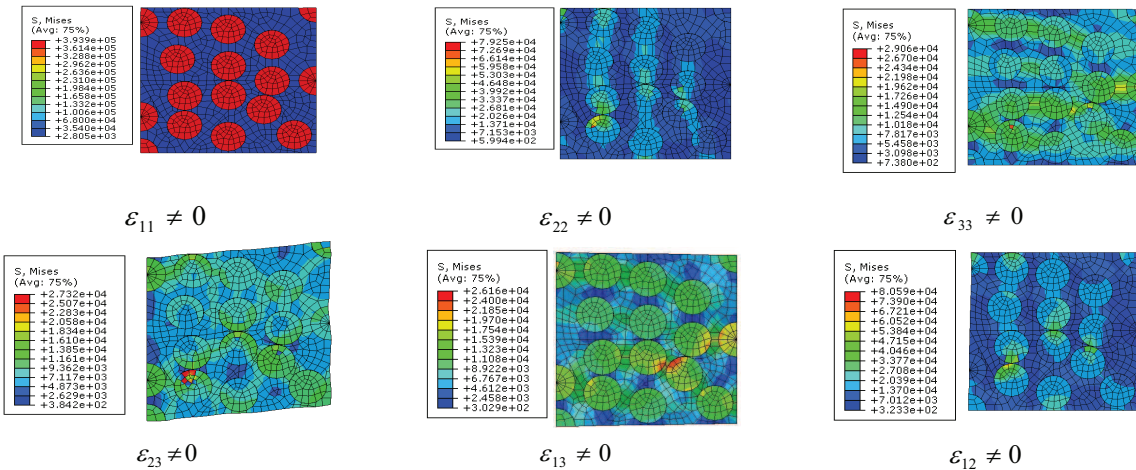 S, Mises
(Avg: 75%)
+3.939e+05
+3.614e+05
+3.288e+05
+2.962e+05
+2.636e+05
+2.310e+05
+1.984e+05
+1.658e+05
+1.332e+05
+1.006e+05
+6.800e+04
+3.540e+04
+2.805e+03
ε11 ≠ 0
S, Mises
(Avg: 75%)
+7.925e+04
+7.269e+04
+6.614e+04
+5.958e+04
+5.303e+04
+4.648e+04
+3.992e+04
+3.337e+04
+2.681e+04
+2.026e+04
+1.371e+04
+7.153e+03
+5.994e+02
ε22 ≠ 0
S, Mises
(Avg: 75%)
+2.906e+04
+2.670e+04
+2.434e+04
+2.198e+04
+1.962e+04
+1.726e+04
+1.490e+04
+1.254e+04
+1.018e+04
+7.817e+03
+5.458e+03
+3.098e+03
+7.380e+02
ε33 ≠ 0
S, Mises
(Avg: 75%)
+2.732e+04
+2.507e+04
+2.283e+04
+2.058e+04
+1.834e+04
+1.610e+04
+1.385e+04
+1.161e+04
+9.362e+03
+7.117e+03
+4.873e+03
+2.629e+03
+3.842e+02
ε23 ≠ 0
S, Mises
(Avg: 75%)
+2.616e+04
+2.400e+04
+2.185e+04
+1.970e+04
+1.754e+04
+1.539e+04
+1.323e+04
+1.108e+04
+8.922e+03
+6.767e+03
+4.612e+03
+2.458e+03
+3.029e+02
ε13 ≠ 0
S, Mises
(Avg: 75%)
+8.059e+04
+7.390e+04
+6.721e+04
+6.052e+04
+5.384e+04
+4.715e+04
+4.046e+04
+3.377e+04
+2.708e+04
+2.039e+04
+1.370e+04
+7.012e+03
+3.233e+02
ε12 ≠ 0